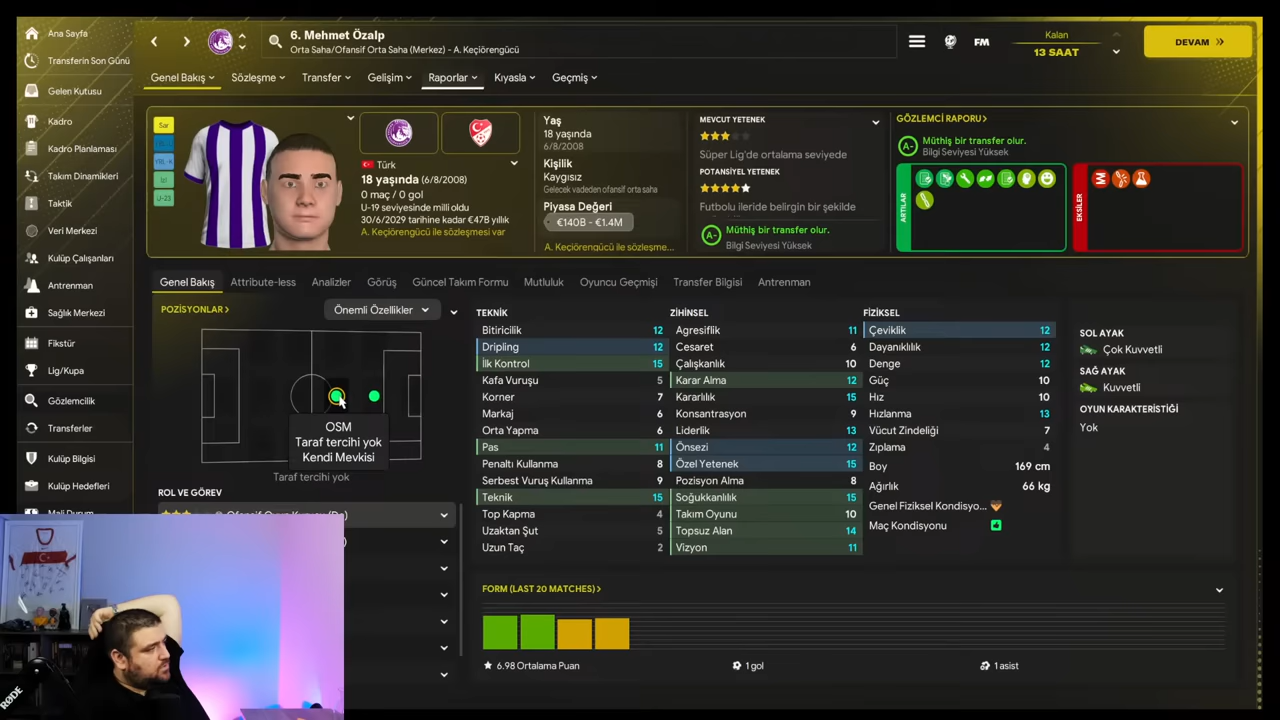 Ana Sayfa
Transferin Son Günü
Gelen Kutusu
Kadro
Kadro Planlaması
Takım Dinamikleri
Taktik
Veri Merkezi
Kulüp Çalışanları
Antrenman
Sağlık Merkezi
Fikstür
Lig/Kupa
Gözlemcilik
Transferler
Kulüp Bilgisi
Kulüp Hedefleri
6. Mehmet Özalp
Orta Saha/Ofansif Orta Saha (Merkez) - A. Keçiörengücü
FM
Kalan
13 SAAT
DEVAM
Genel Bakış
Sözleşme
Transfer
Gelişim
Raporlar
Kıyasla
Geçmiş
Sar
YBL-K
İzl
U-23
Türk
18 yaşında (6/8/2008)
0 maç / 0 gol
U-19 seviyesinde milli oldu
30/6/2029 tarihine kadar €47B yıllık
A. Keçiörengücü ile sözleşmesi var
Yaş
18 yaşında
6/8/2008
Kişilik
Kaygısız
Gelecek vadeden ofansif orta saha
Piyasa Değeri
€140B - €1.4M
A. Keçiörengücü ile sözleşme...
MEVCUT YETENEK
Süper Lig'de ortalama seviyede
POTANSİYEL YETENEK
Futbolu ileride belirgin bir şekilde
A-
Müthiş bir transfer olur.
Bilgi Seviyesi Yüksek
GÖZLEMCİ RAPORU
A-
Müthiş bir transfer olur.
Bilgi Seviyesi Yüksek
ARTILAR
EKSİLER
Genel Bakış
Attribute-less
Analizler
Görüş
Güncel Takım Formu
Mutluluk
Oyuncu Geçmişi
Transfer Bilgisi
Antrenman
POZİSYONLAR
Önemli Özellikler
OSM
Taraf tercihi yok
Kendi Mevkisi
Taraf tercihi yok
ROL VE GÖREV
TEKNİK
Bitiricilik 12
Dripling 12
İlk Kontrol 15
Kafa Vuruşu 5
Korner 7
Markaj 6
Orta Yapma 6
Pas 11
Penaltı Kullanma 8
Serbest Vuruş Kullanma 9
Teknik 15
Top Kapma 4
Uzaktan Şut 5
Uzun Taç 2
ZİHİNSEL
Agresiflik 11
Cesaret 6
Çalışkanlık 10
Karar Alma 12
Kararlılık 15
Konsantrasyon 9
Liderlik 13
Önsezi 12
Özel Yetenek 15
Pozisyon Alma 8
Soğukkanlılık 15
Takım Oyunu 10
Topsuz Alan 14
Vizyon 11
FİZİKSEL
Çeviklik 12
Dayanıklılık 12
Denge 12
Güç 10
Hız 10
Hızlanma 13
Vücut Zindeliği 7
Zıplama 4
Boy 169 cm
Ağırlık 66 kg
Genel Fiziksel Kondisyo...
Maç Kondisyonu
SOL AYAK
Çok Kuvvetli
SAĞ AYAK
Kuvvetli
OYUN KARAKTERİSTİĞİ
Yok
FORM (LAST 20 MATCHES)
6.98 Ortalama Puan
1 gol
1 asist
RØDE